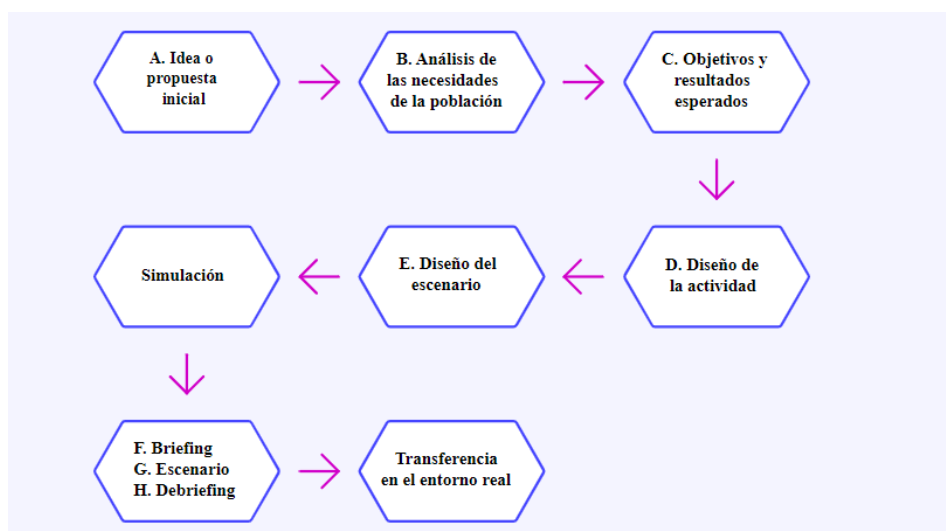 A. Idea o
propuesta
inicial
B. Análisis de
las necesidades
de la población
C. Objetivos y
resultados
esperados
D. Diseño de
la actividad
E. Diseño del
escenario
Simulación
F. Briefing
G. Escenario
H. Debriefing
Transferencia
en el entorno real